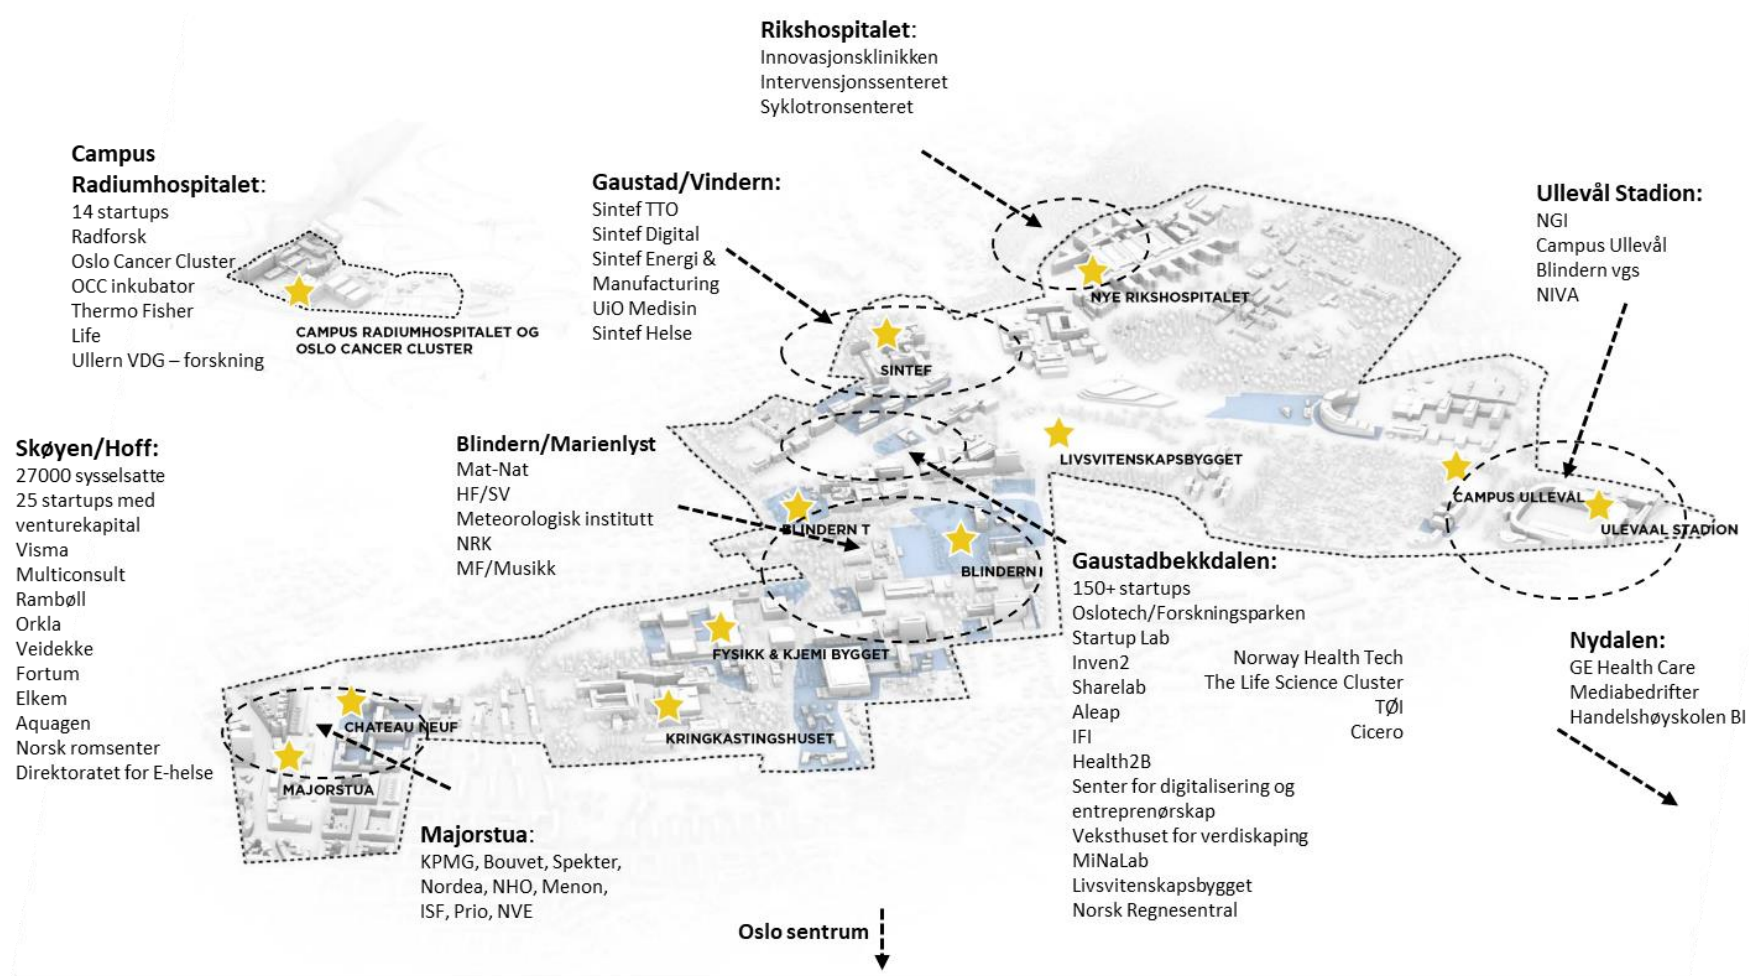 Rikshospitalet:
Innovasjonsklinikken
Intervensjonssenteret
Syklotronsenteret
Campus
Radiumhospitalet:
14 startups
Radforsk
Oslo Cancer Cluster
OCC inkubator
Thermo Fisher
Life
Ullern VDG – forskning
CAMPUS RADIUMHOSPITALET OG
OSLO CANCER CLUSTER
Gaustad/Vindern:
Sintef TTO
Sintef Digital
Sintef Energi &
Manufacturing
UiO Medisin
Sintef Helse
Ullevål Stadion:
NGI
Campus Ullevål
Blindern vgs
NIVA
NYE RIKSHOSPITALET
SINTEF
LIVSVITENSKAPSBYGGET
CAMPUS ULLEVÅL
ULEVAAL STADION
Skøyen/Hoff:
27000 sysselsatte
25 startups med
venturekapital
Visma
Multiconsult
Rambøll
Orkla
Veidekke
Fortum
Elkem
Aquagen
Norsk romsenter
Direktoratet for E-helse
Blindern/Marienlyst
Mat-Nat
HF/SV
Meteorologisk institutt
NRK
MF/Musikk
BLINDERN T
BLINDERN
FYSIKK & KJEMI BYGGET
KRINGKASTINGSHUSET
CHATEAU NEUF
MAJORSTUA
Gaustadbekkdalen:
150+ startups
Oslotech/Forskningsparken
Startup Lab
Inven2
Sharelab
Aleap
IFI
Health2B
Senter for digitalisering og
entreprenørskap
Veksthuset for verdiskaping
MiNaLab
Livsvitenskapsbygget
Norsk Regnesentral
Norway Health Tech
The Life Science Cluster
TØI
Cicero
Nydalen:
GE Health Care
Mediabedrifter
Handelshøyskolen BI
Majorstua:
KPMG, Bouvet, Spekter,
Nordea, NHO, Menon,
ISF, Prio, NVE
Oslo sentrum